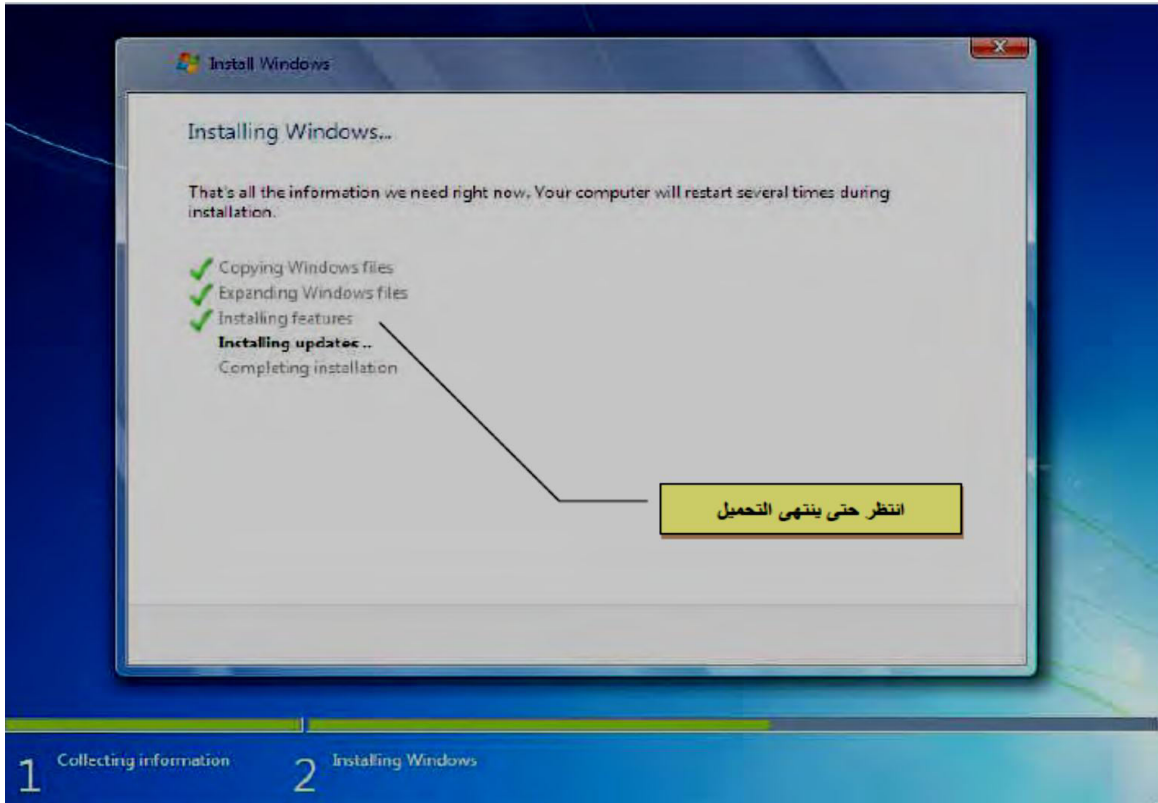 Install Windows
Installing Windows...
That's all the information we need right now. Your computer will restart several times during
installation.
Copying Windows files
Expanding Windows files
Installing features
Installing updates ..
Completing installation
انتظر حتى ينتهى التحميل
1 Collecting information 2 Installing Windows